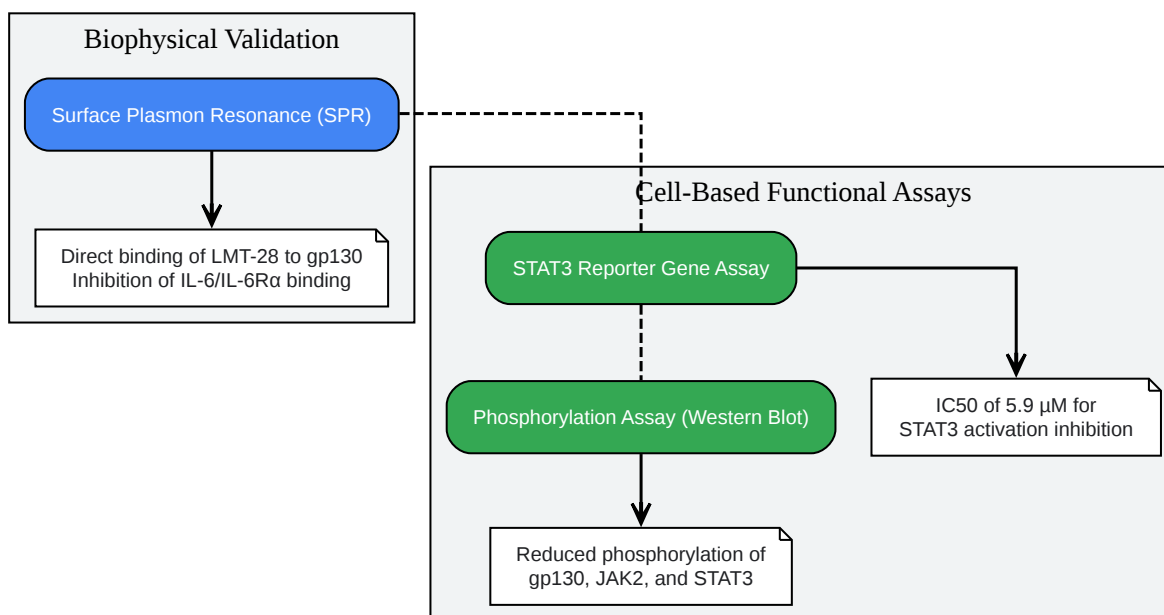 Biophysical Validation
Surface Plasmon Resonance (SPR)
Direct binding of LMT-28 to gp130
Inhibition of IL-6/IL-6Rα binding
Cell-Based Functional Assays
STAT3 Reporter Gene Assay
Phosphorylation Assay (Western Blot)
IC50 of 5.9 µM for
STAT3 activation inhibition
Reduced phosphorylation of
gp130, JAK2, and STAT3